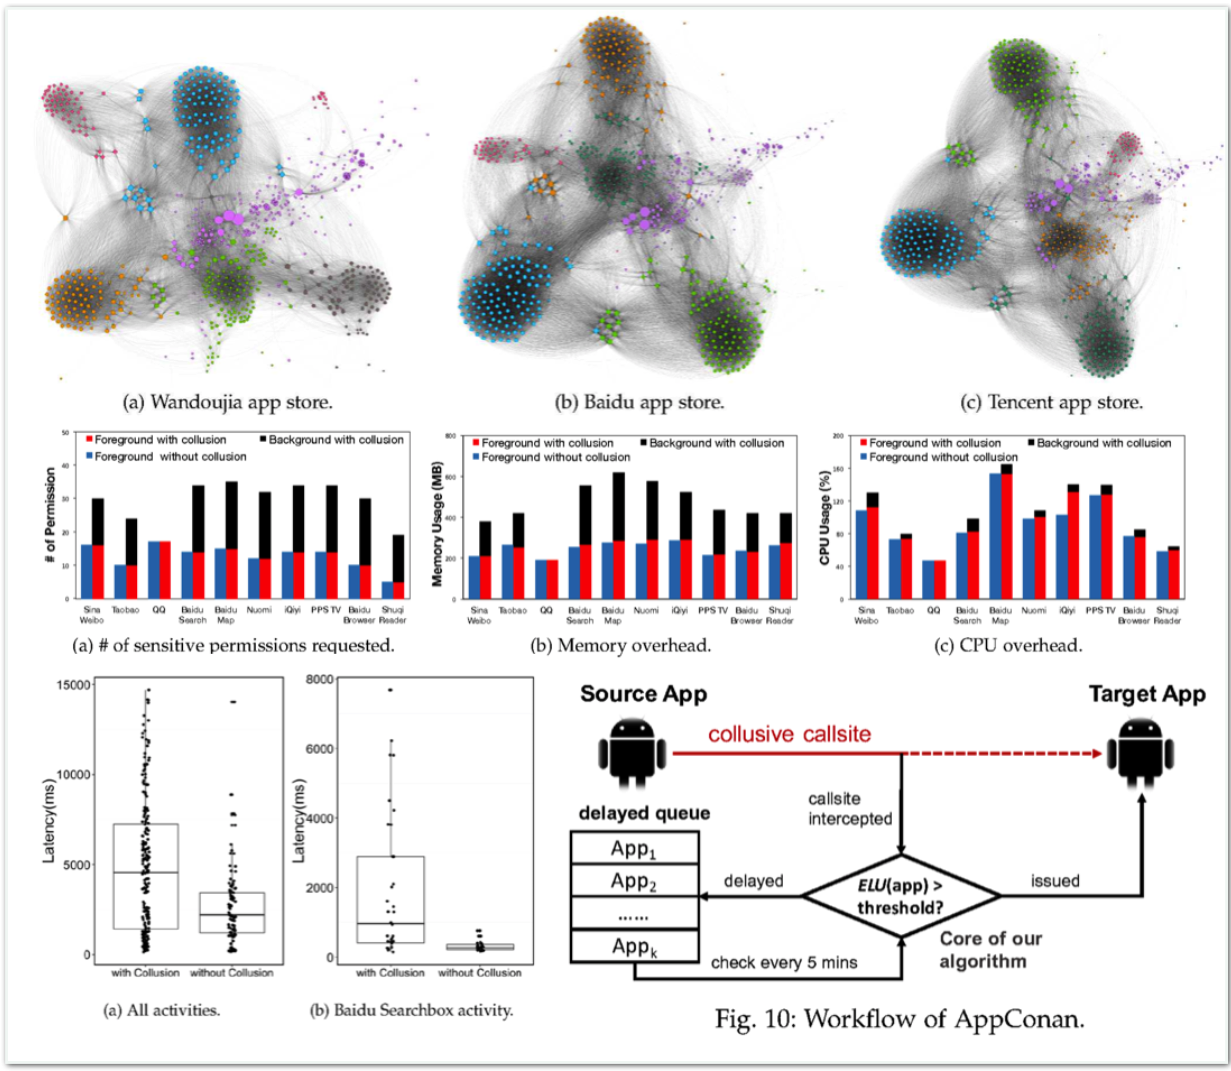 (a) Wandoujia app store.
(b) Baidu app store.
(c) Tencent app store.
50
40
30
20
10
0
# of Permission
Foreground with collusion
Background with collusion
Foreground without collusion
Sina Weibo
Taobao
QQ
Baidu Search
Baidu Map
Nuomi
iQiyi
PPS TV
Baidu Browser
Shuqi Reader
(a) # of sensitive permissions requested.
800
600
400
200
0
Memory Usage (MB)
Foreground with collusion
Background with collusion
Foreground without collusion
Sina Weibo
Taobao
QQ
Baidu Search
Baidu Map
Nuomi
iQiyi
PPS TV
Baidu Browser
Shuqi Reader
(b) Memory overhead.
200
160
120
80
40
0
CPU Usage (%)
Foreground with collusion
Background with collusion
Foreground without collusion
Sina Weibo
Taobao
QQ
Baidu Search
Baidu Map
Nuomi
iQiyi
PPS TV
Baidu Browser
Shuqi Reader
(c) CPU overhead.
15000
10000
5000
0
Latency(ms)
with Collusion
without Collusion
(a) All activities.
8000
6000
4000
2000
0
Latency(ms)
with Collusion
without Collusion
(b) Baidu Searchbox activity.
Source App
Target App
collusive callsite
callsite
intercepted
delayed queue
App1
App2
......
Appk
delayed
ELU(app) >
threshold?
issued
Core of our
algorithm
check every 5 mins
Fig. 10: Workflow of AppConan.